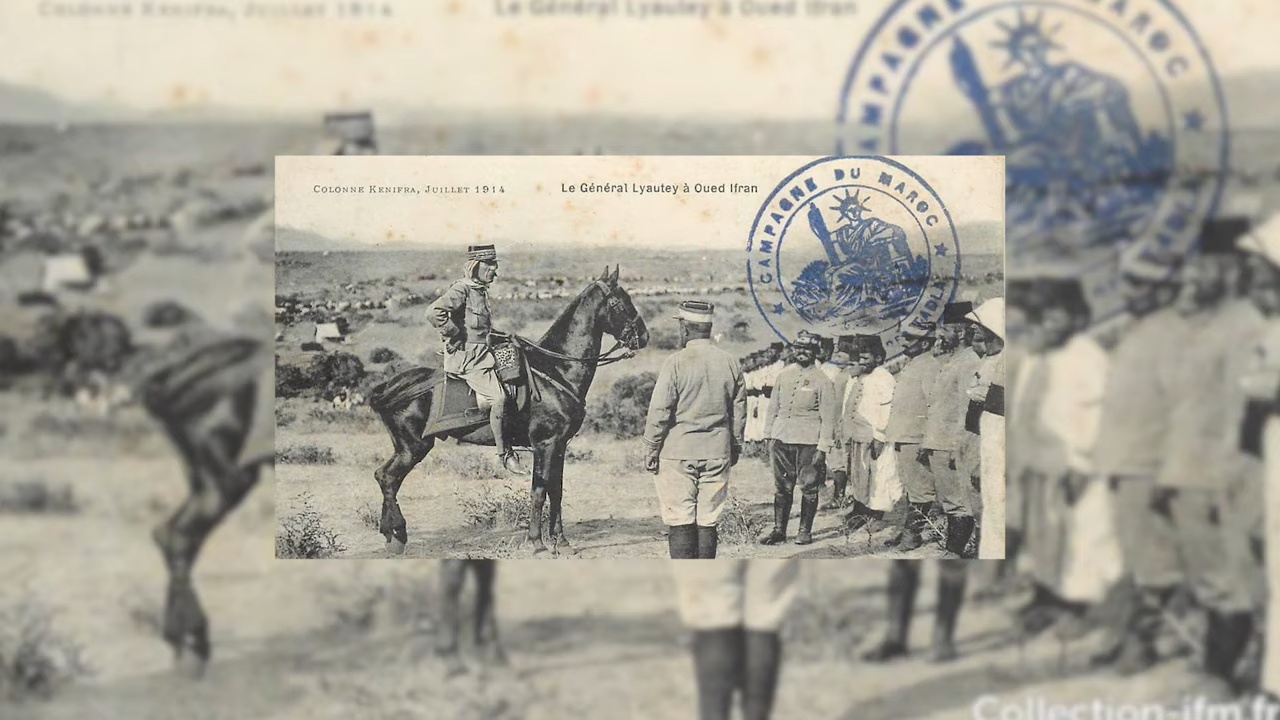 COLONNE KENIFRA, JUILLET 1914
Le Général Lyautey à Oued Ifran
CAMPAGNE DU MAROC
Collection-ifm.fr